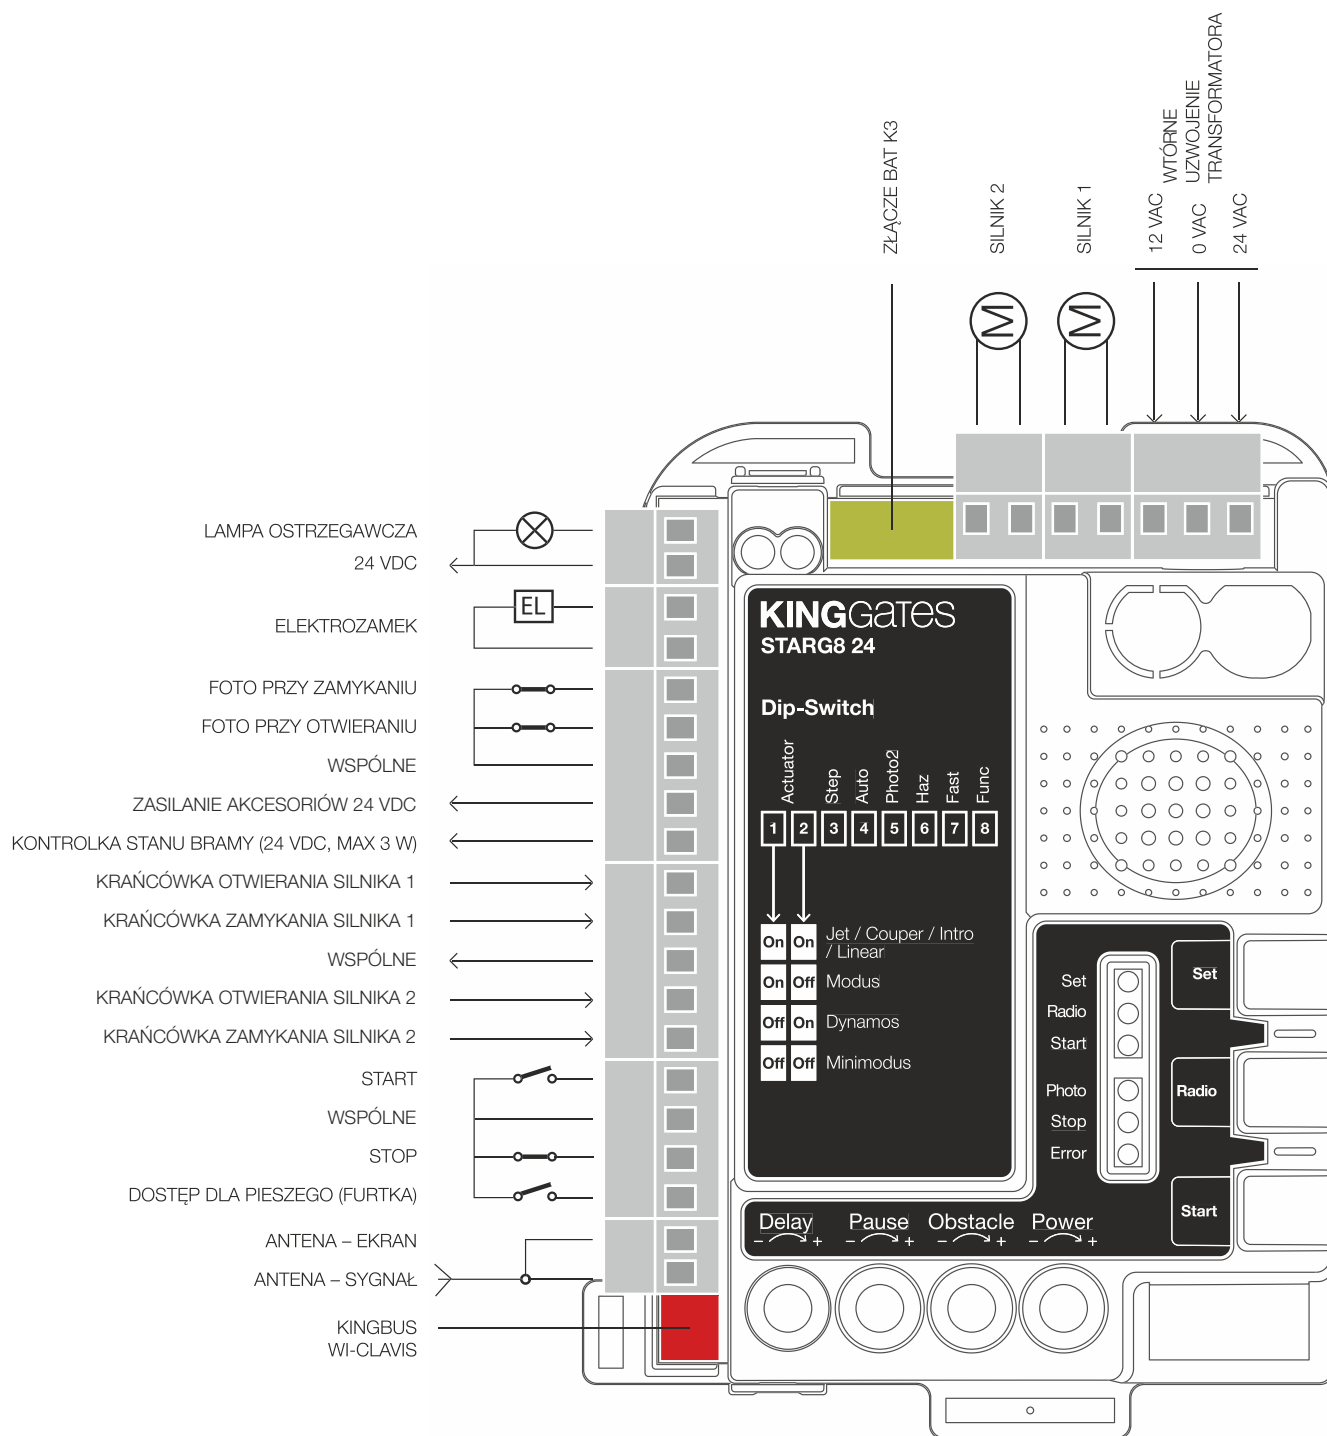 ZŁĄCZE BAT K3
SILNIK 2
SILNIK 1
12 VAC
WTÓRNE
UZWOJENIE
TRANSFORMATORA
0 VAC
24 VAC
M
M
LAMPA OSTRZEGAWCZA
24 VDC
EL
ELEKTROZAMEK
FOTO PRZY ZAMYKANIU
FOTO PRZY OTWIERANIU
WSPÓLNE
ZASILANIE AKCESORIÓW 24 VDC
KONTROLKA STANU BRAMY (24 VDC, MAX 3 W)
KRAŃCÓWKA OTWIERANIA SILNIKA 1
KRAŃCÓWKA ZAMYKANIA SILNIKA 1
WSPÓLNE
KRAŃCÓWKA OTWIERANIA SILNIKA 2
KRAŃCÓWKA ZAMYKANIA SILNIKA 2
START
WSPÓLNE
STOP
DOSTĘP DLA PIESZEGO (FURTKA)
ANTENA – EKRAN
ANTENA – SYGNAŁ
KINGBUS
WI-CLAVIS
KINGGATES
STARG8 24
Dip-Switch
Actuator
Step
Auto
Photo2
Haz
Fast
Func
1 2 3 4 5 6 7 8
On On Jet / Couper / Intro
/ Linear
On Off Modus
Off On Dynamos
Off Off Minimodus
Set
Radio
Start
Photo
Stop
Error
Set
Radio
Start
Delay Pause Obstacle Power
- + - + - + - +